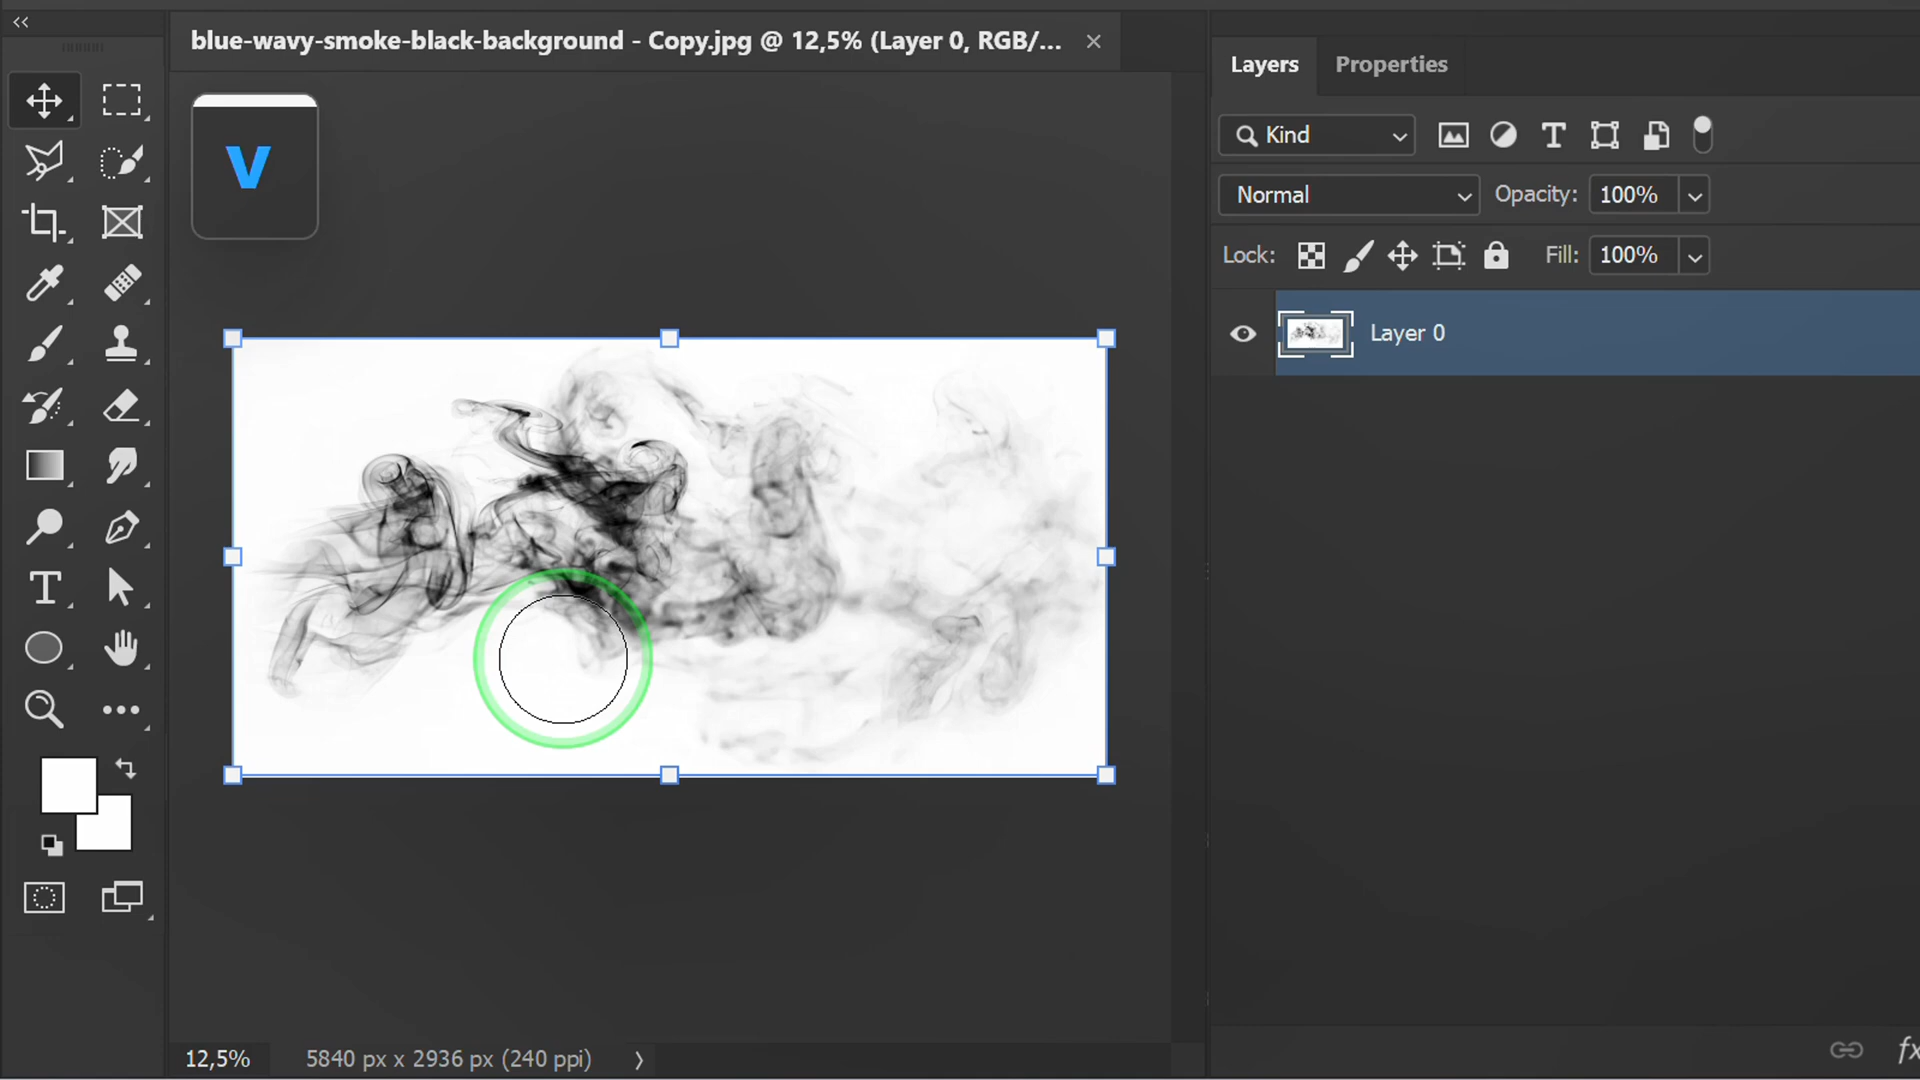 blue-wavy-smoke-black-background - Copy.jpg @ 12,5% (Layer 0, RGB/...
V
Layers
Properties
Kind
Normal
Opacity: 100%
Lock:
Fill: 100%
Layer 0
12,5%
5840 px x 2936 px (240 ppi)
fx